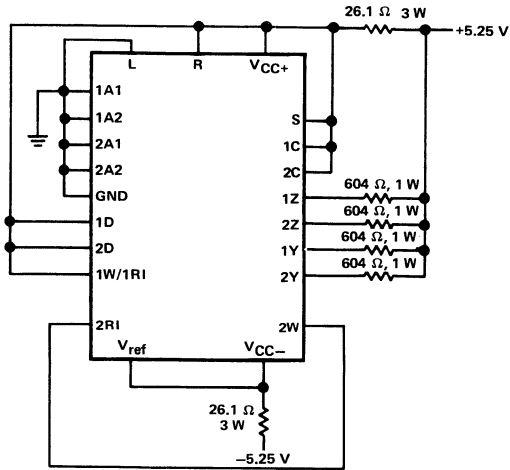 26.1 Ω 3 W
+5.25 V
L
R
VCC+
1A1
1A2
2A1
2A2
GND
1D
2D
1W/1RI
2RI
S
1C
2C
1Z
604 Ω, 1 W
2Z
604 Ω, 1 W
1Y
604 Ω, 1 W
2Y
604 Ω, 1 W
2W
Vref
VCC−
26.1 Ω
3 W
−5.25 V